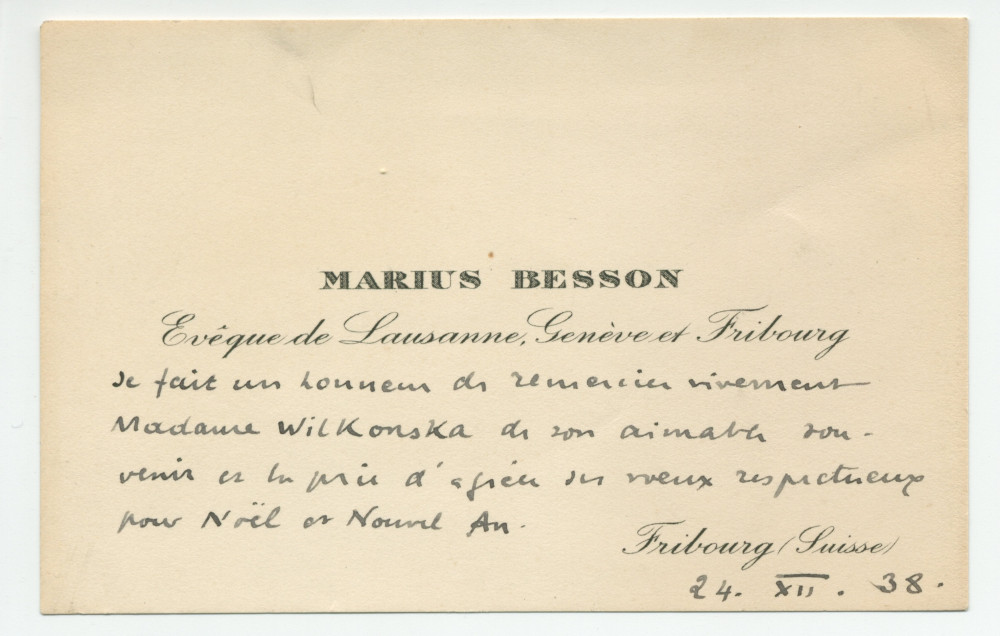 MARIUS BESSON
Evêque de Lausanne, Genève et Fribourg
se fait un honneur de remercier vivement
Madame Wilkonska de son aimable sou-
venir et la prie d'agréer ses voeux respectueux
pour Noël et Nouvel An.
Fribourg (Suisse)
24. XII. 38.